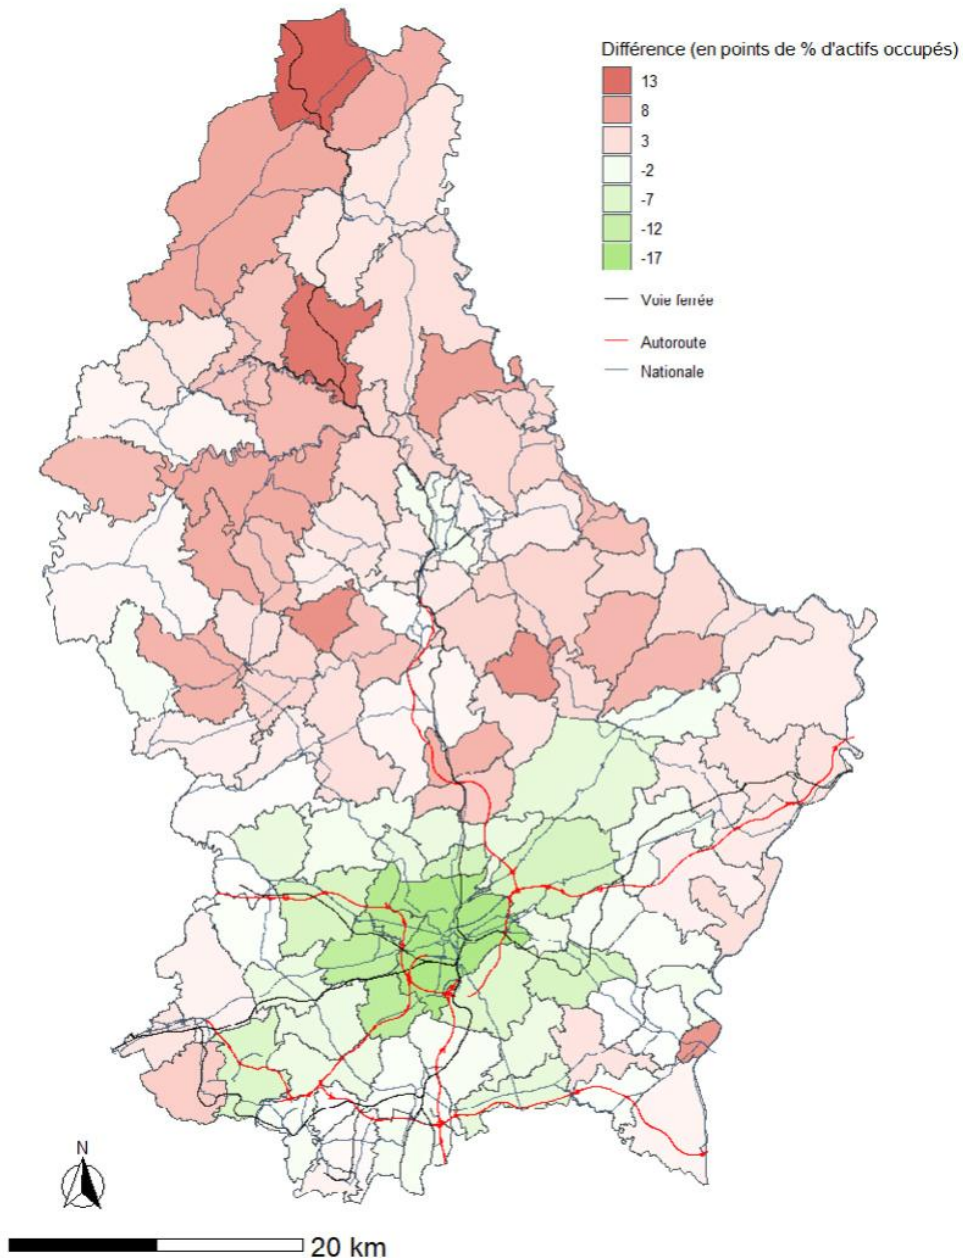 Différence (en points de % d'actifs occupés)
13
8
3
-2
-7
-12
-17
Voie ferrée
Autoroute
Nationale
N
20 km